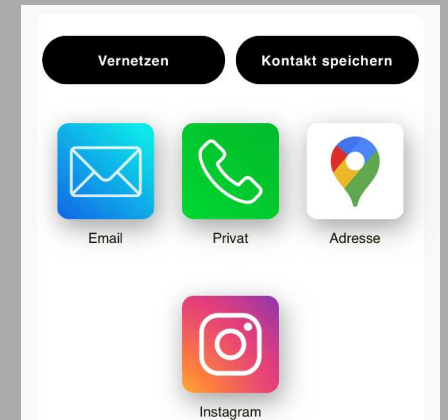 Vernetzen
Kontakt speichern
Email
Privat
Adresse
Instagram